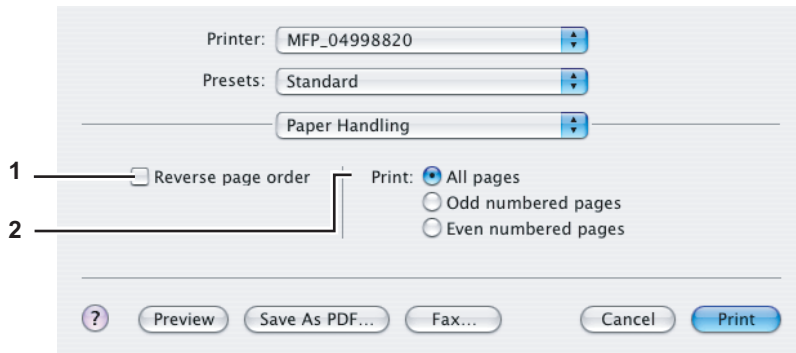 Printer: MFP_04998820
Presets: Standard
Paper Handling
1 Reverse page order Print: All pages
Odd numbered pages
2 Even numbered pages
? Preview Save As PDF... Fax... Cancel Print